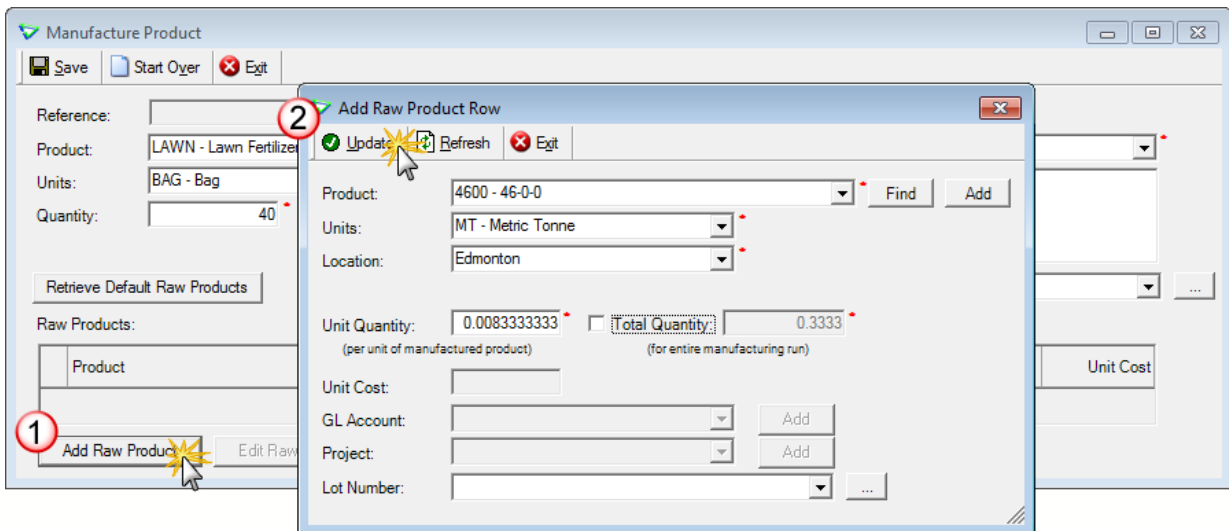 Manufacture Product
Save Start Over Exit
Reference:
Product: LAWN - Lawn Fertilizer
Units: BAG - Bag
Quantity: 40 *
Retrieve Default Raw Products
Raw Products:
Product Unit Cost
1
Add Raw Product Edit Raw
2
Add Raw Product Row
Update Refresh Exit
Product: 4600 - 46-0-0 * Find Add
Units: MT - Metric Tonne *
Location: Edmonton *
Unit Quantity: 0.0083333333 * Total Quantity: 0.3333 *
(per unit of manufactured product) (for entire manufacturing run)
Unit Cost:
GL Account: Add
Project: Add
Lot Number: ...
*
...